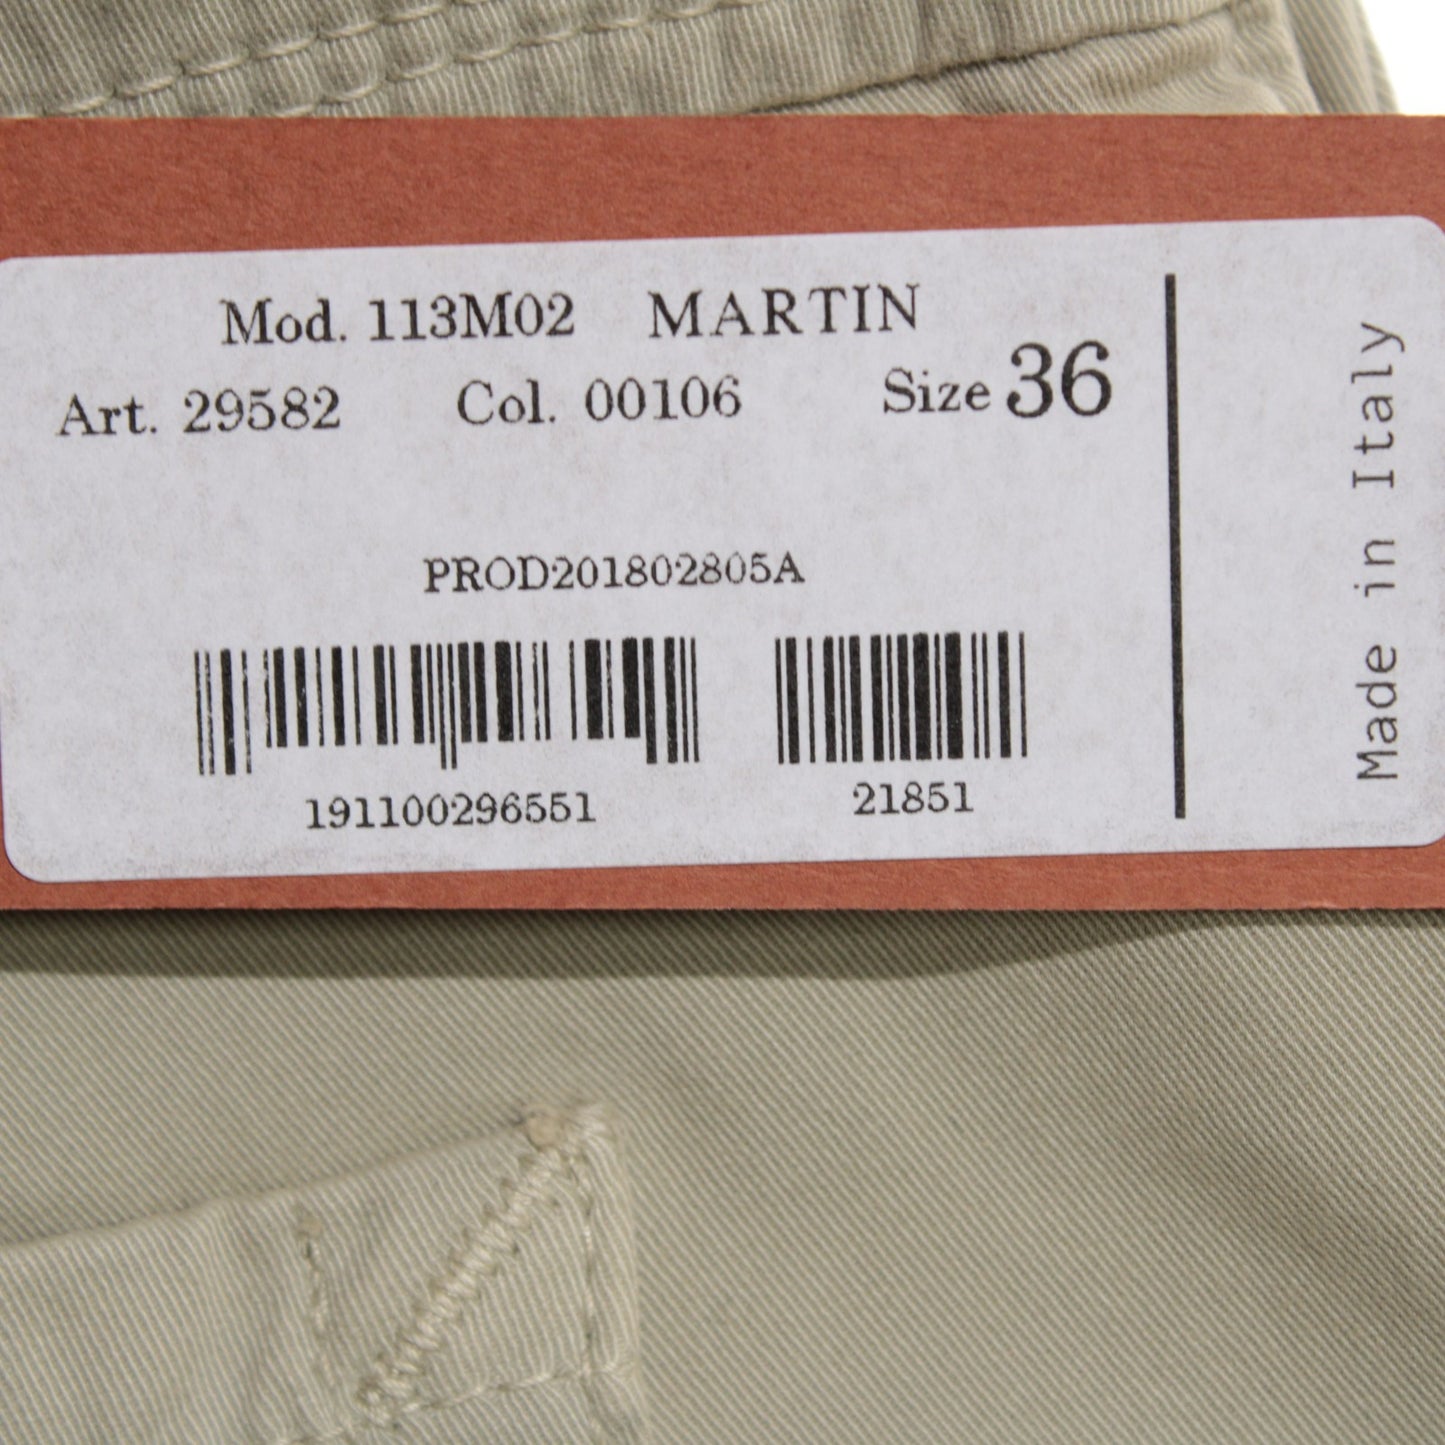 Mod. 113M02 MARTIN
Art. 29582 Col. 00106 Size 36
PROD201802805A
191100296551 21851
Made in Italy